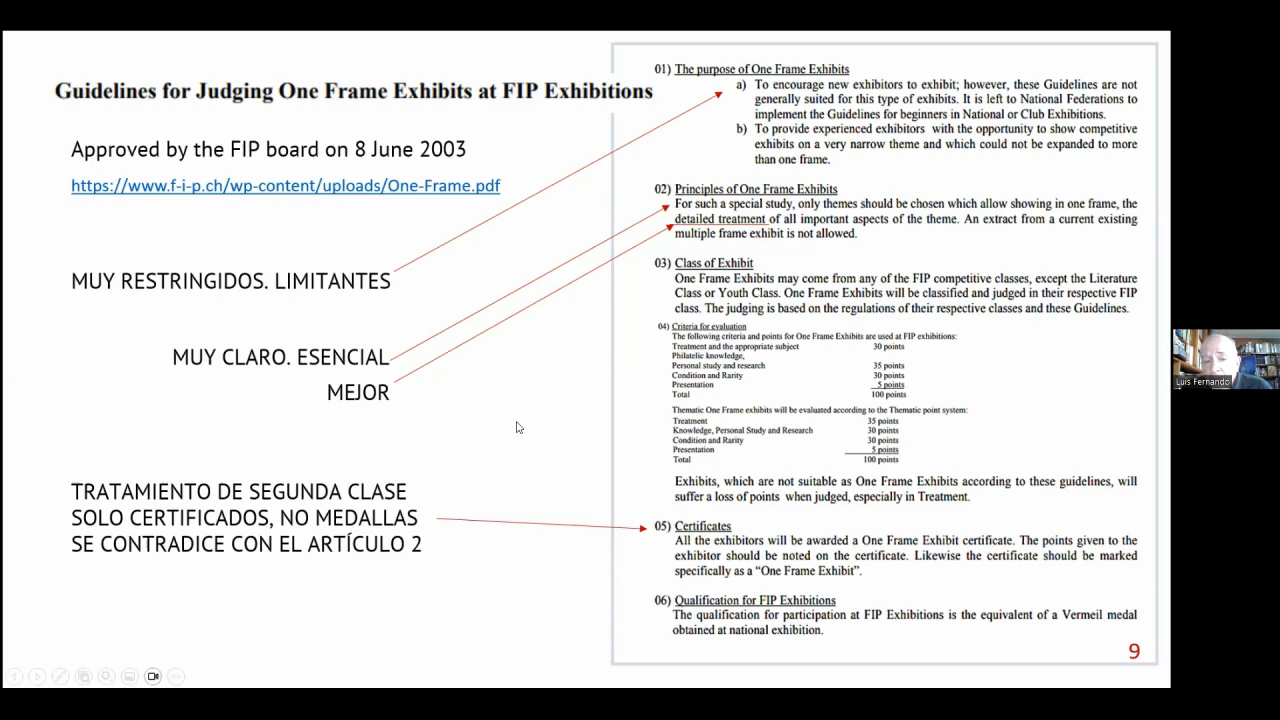 Guidelines for Judging One Frame Exhibits at FIP Exhibitions
Approved by the FIP board on 8 June 2003
https://www.f-i-p.ch/wp-content/uploads/One-Frame.pdf
MUY RESTRINGIDOS. LIMITANTES
MUY CLARO. ESENCIAL
MEJOR
TRATAMIENTO DE SEGUNDA CLASE
SOLO CERTIFICADOS, NO MEDALLAS
SE CONTRADICE CON EL ARTÍCULO 2
01) The purpose of One Frame Exhibits
a) To encourage new exhibitors to exhibit; however, these Guidelines are not
generally suited for this type of exhibits. It is left to National Federations to
implement the Guidelines for beginners in National or Club Exhibitions.
b) To provide experienced exhibitors with the opportunity to show competitive
exhibits on a very narrow theme and which could not be expanded to more
than one frame.
02) Principles of One Frame Exhibits
For such a special study, only themes should be chosen which allow showing in one frame, the
detailed treatment of all important aspects of the theme. An extract from a current existing
multiple frame exhibit is not allowed.
03) Class of Exhibit
One Frame Exhibits may come from any of the FIP competitive classes, except the Literature
Class or Youth Class. One Frame Exhibits will be classified and judged in their respective FIP
class. The judging is based on the regulations of their respective classes and these Guidelines.
04) Criteria for evaluation
The following criteria and points for One Frame Exhibits are used at FIP exhibitions:
Treatment and the appropriate subject 30 points
Philatelic knowledge,
Personal study and research 35 points
Condition and Rarity 30 points
Presentation 5 points
Total 100 points
Thematic One Frame exhibits will be evaluated according to the Thematic point system:
Treatment 35 points
Knowledge, Personal Study and Research 30 points
Condition and Rarity 30 points
Presentation 5 points
Total 100 points
Exhibits, which are not suitable as One Frame Exhibits according to these guidelines, will
suffer a loss of points when judged, especially in Treatment.
05) Certificates
All the exhibitors will be awarded a One Frame Exhibit certificate. The points given to the
exhibitor should be noted on the certificate. Likewise the certificate should be marked
specifically as a “One Frame Exhibit”.
06) Qualification for FIP Exhibitions
The qualification for participation at FIP Exhibitions is the equivalent of a Vermeil medal
obtained at national exhibition.
9
Luis Fernando